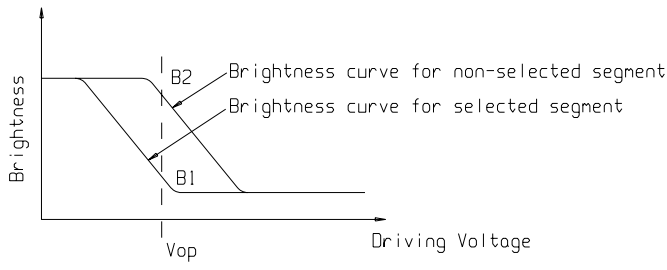 B2
Brightness curve for non-selected segment
Brightness curve for selected segment
Brightness
B1
Vop
Driving Voltage